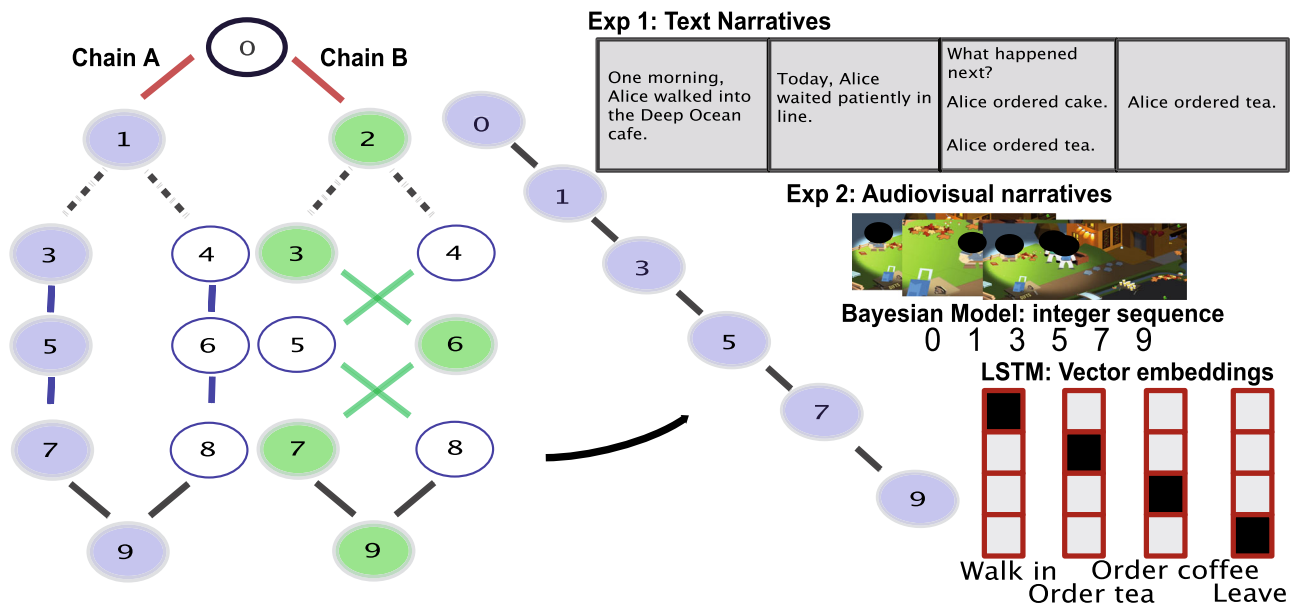 Chain A
0
Chain B
1
2
3
4
3
4
5
6
5
6
7
8
7
8
9
9
0
1
3
5
7
9
Exp 1: Text Narratives
One morning,
Alice walked into
the Deep Ocean
cafe.
Today, Alice
waited patiently in
line.
What happened
next?
Alice ordered cake.
Alice ordered tea.
Alice ordered tea.
Exp 2: Audiovisual narratives
Bayesian Model: integer sequence
0 1 3 5 7 9
LSTM: Vector embeddings
Walk in
Order tea
Order coffee
Leave